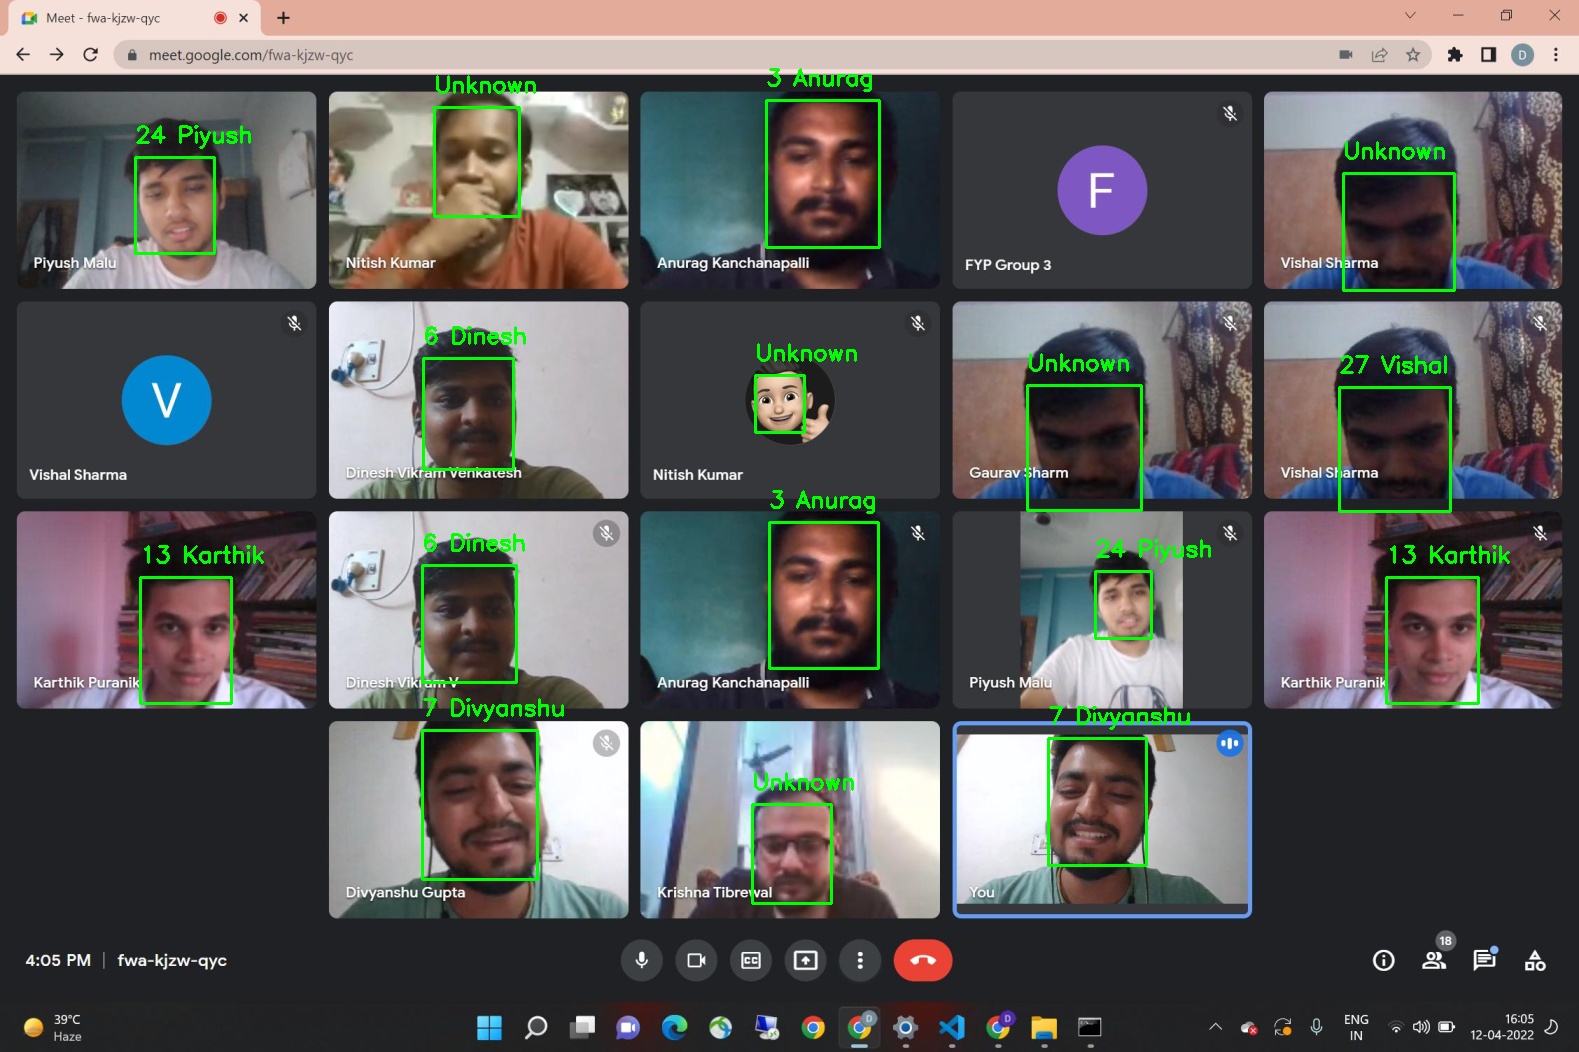 Meet - fwa-kjzw-qyc
meet.google.com/fwa-kjzw-qyc
D
24 Piyush
Piyush Malu
Unknown
Nitish Kumar
3 Anurag
Anurag Kanchanapalli
F
FYP Group 3
Unknown
Vishal Sharma
V
Vishal Sharma
6 Dinesh
Dinesh Vikram Venkatesh
Unknown
Nitish Kumar
Unknown
Gaurav Sharm
27 Vishal
Vishal Sharma
13 Karthik
Karthik Puranik
6 Dinesh
Dinesh Vikram V
3 Anurag
Anurag Kanchanapalli
24 Piyush
Piyush Malu
13 Karthik
Karthik Puranik
7 Divyanshu
Divyanshu Gupta
Unknown
Krishna Tibrewal
7 Divyanshu
You
4:05 PM | fwa-kjzw-qyc
CC
18
39°C
Haze
D
D
ENG
IN
16:05
12-04-2022